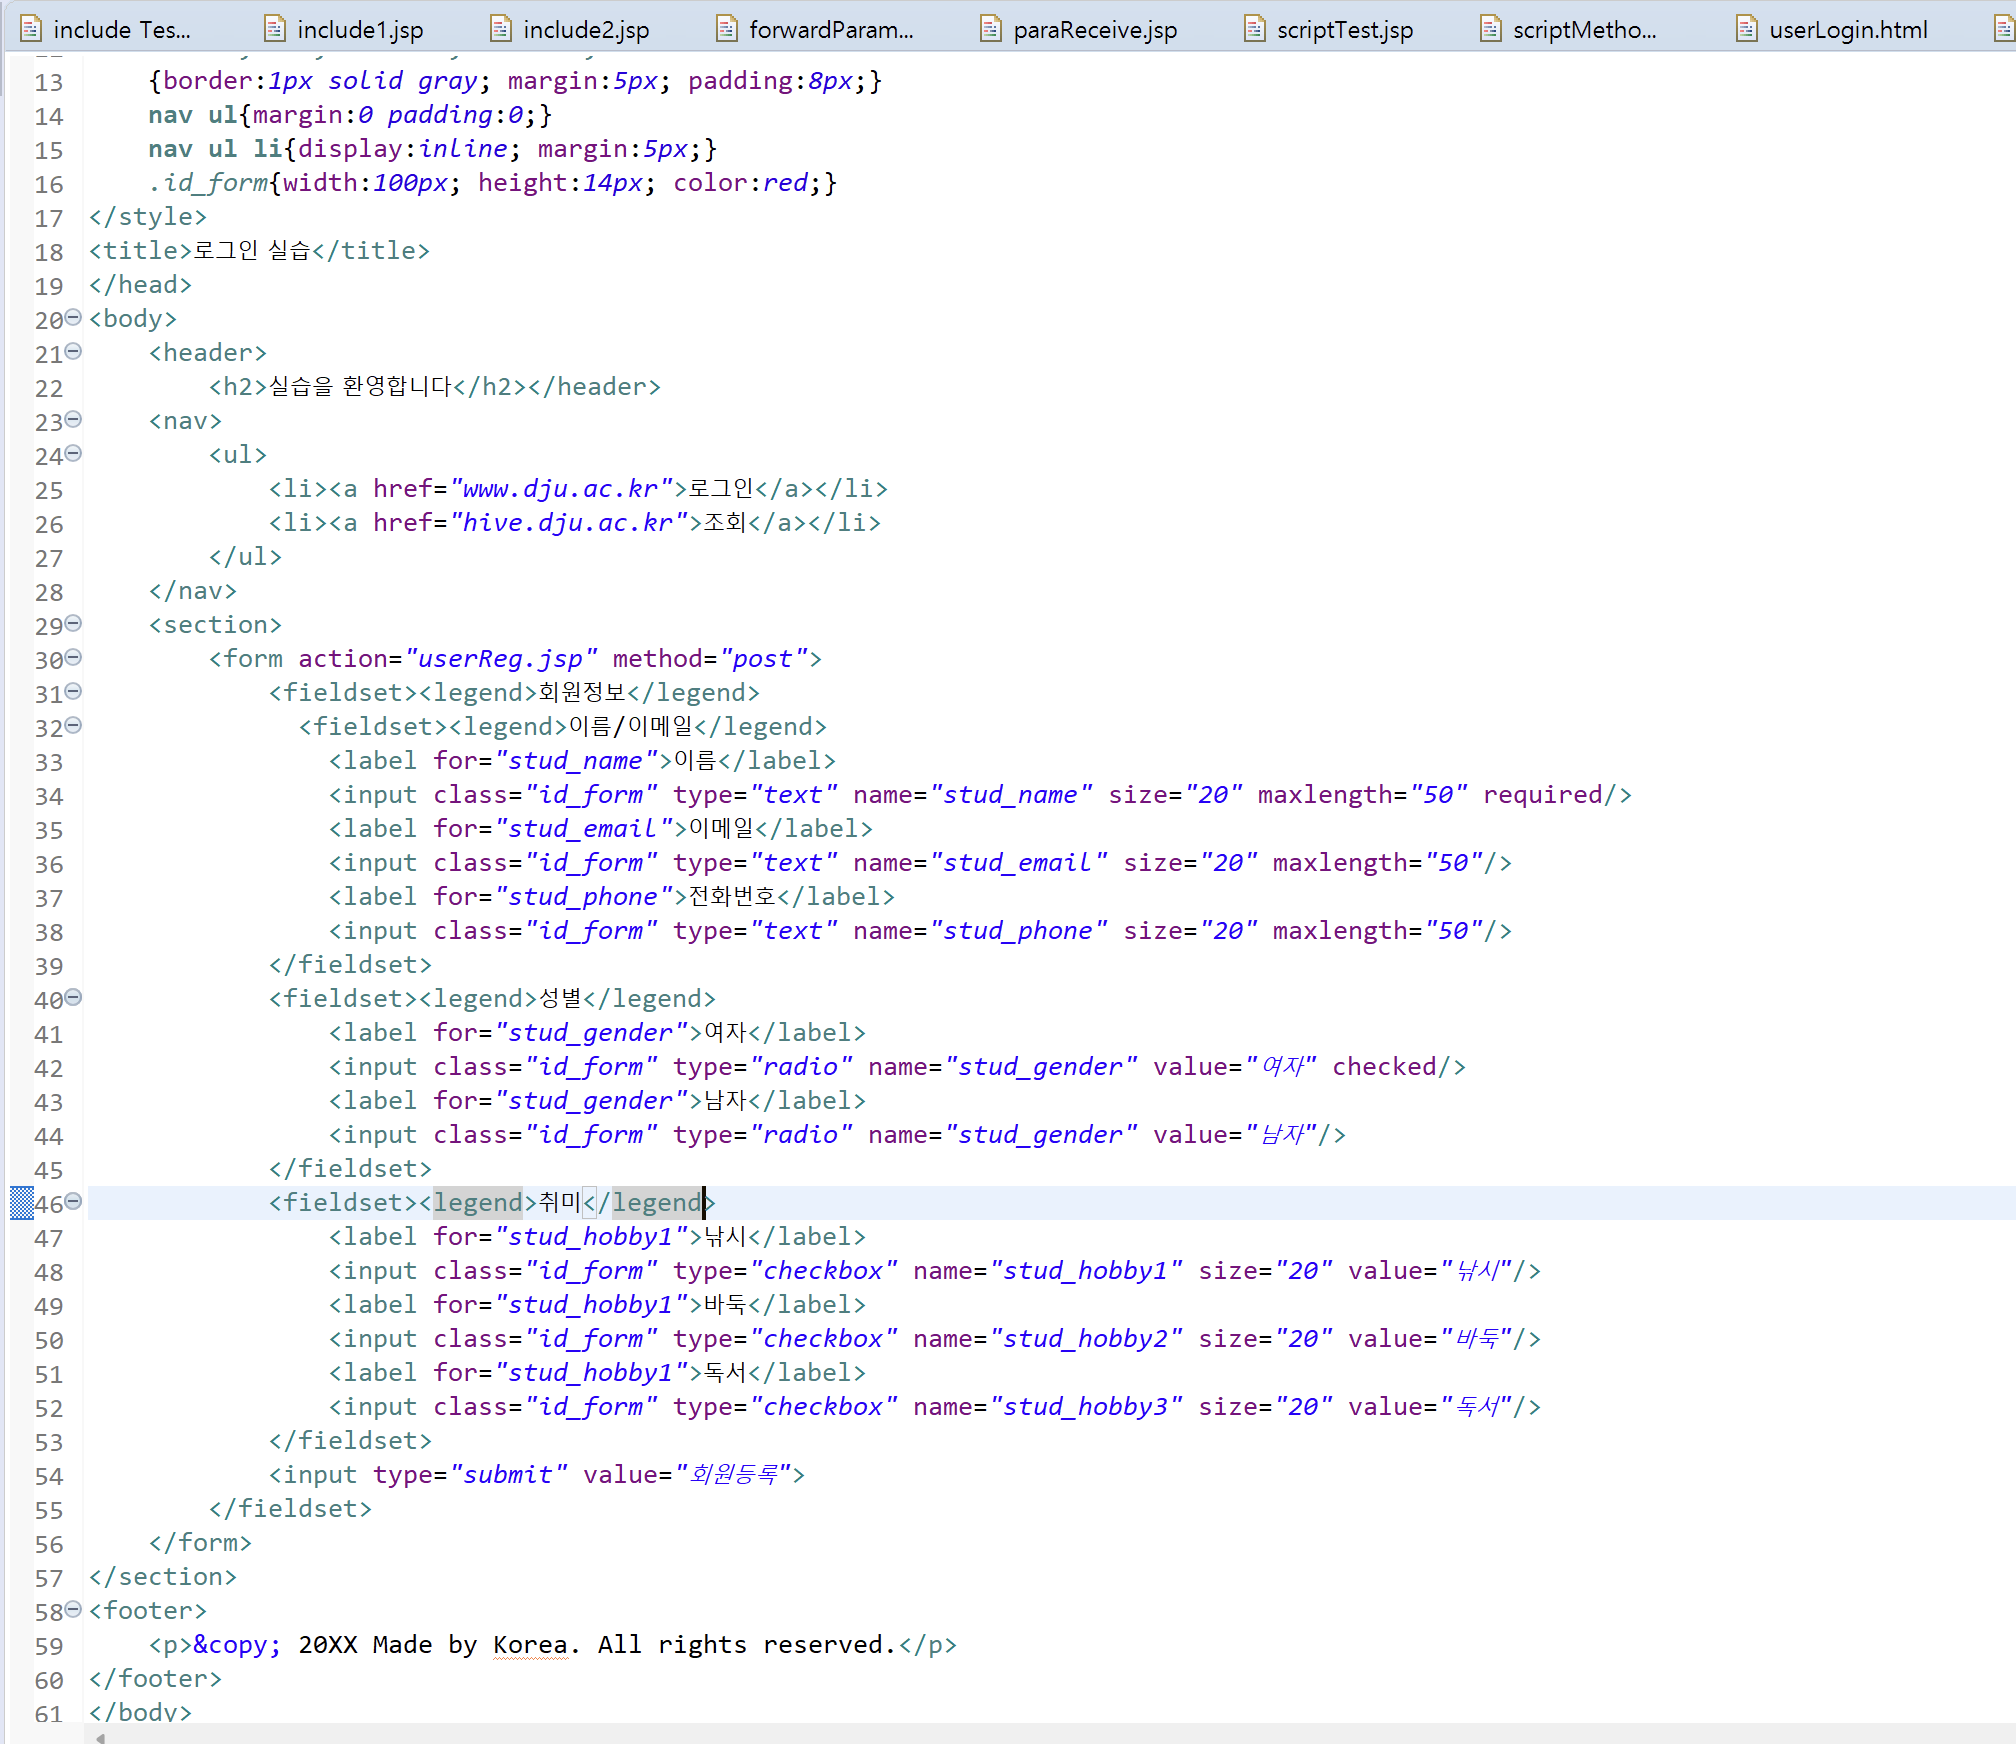 include Tes... include1.jsp include2.jsp forwardParam... paraReceive.jsp scriptTest.jsp scriptMetho... userLogin.html
13 {border:1px solid gray; margin:5px; padding:8px;}
14 nav ul{margin:0 padding:0;}
15 nav ul li{display:inline; margin:5px;}
16 .id_form{width:100px; height:14px; color:red;}
17 </style>
18 <title>로그인 실습</title>
19 </head>
20 <body>
21 <header>
22 <h2>실습을 환영합니다</h2></header>
23 <nav>
24 <ul>
25 <li><a href="www.dju.ac.kr">로그인</a></li>
26 <li><a href="hive.dju.ac.kr">조회</a></li>
27 </ul>
28 </nav>
29 <section>
30 <form action="userReg.jsp" method="post">
31 <fieldset><legend>회원정보</legend>
32 <fieldset><legend>이름/이메일</legend>
33 <label for="stud_name">이름</label>
34 <input class="id_form" type="text" name="stud_name" size="20" maxlength="50" required/>
35 <label for="stud_email">이메일</label>
36 <input class="id_form" type="text" name="stud_email" size="20" maxlength="50"/>
37 <label for="stud_phone">전화번호</label>
38 <input class="id_form" type="text" name="stud_phone" size="20" maxlength="50"/>
39 </fieldset>
40 <fieldset><legend>성별</legend>
41 <label for="stud_gender">여자</label>
42 <input class="id_form" type="radio" name="stud_gender" value="여자" checked/>
43 <label for="stud_gender">남자</label>
44 <input class="id_form" type="radio" name="stud_gender" value="남자"/>
45 </fieldset>
46 <fieldset><legend>취미</legend>
47 <label for="stud_hobby1">낚시</label>
48 <input class="id_form" type="checkbox" name="stud_hobby1" size="20" value="낚시"/>
49 <label for="stud_hobby1">바둑</label>
50 <input class="id_form" type="checkbox" name="stud_hobby2" size="20" value="바둑"/>
51 <label for="stud_hobby1">독서</label>
52 <input class="id_form" type="checkbox" name="stud_hobby3" size="20" value="독서"/>
53 </fieldset>
54 <input type="submit" value="회원등록">
55 </fieldset>
56 </form>
57 </section>
58 <footer>
59 <p>&copy; 20XX Made by Korea. All rights reserved.</p>
60 </footer>
61 </body>